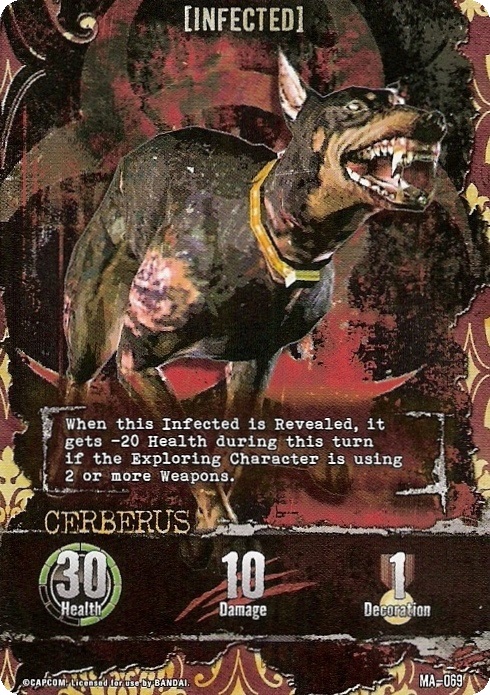 [INFECTED]
When this Infected is Revealed, it
gets -20 Health during this turn
if the Exploring Character is using
2 or more Weapons.
CERBERUS
30
Health
10
Damage
1
Decoration
©CAPCOM. Licensed for use by BANDAI.
MA-069